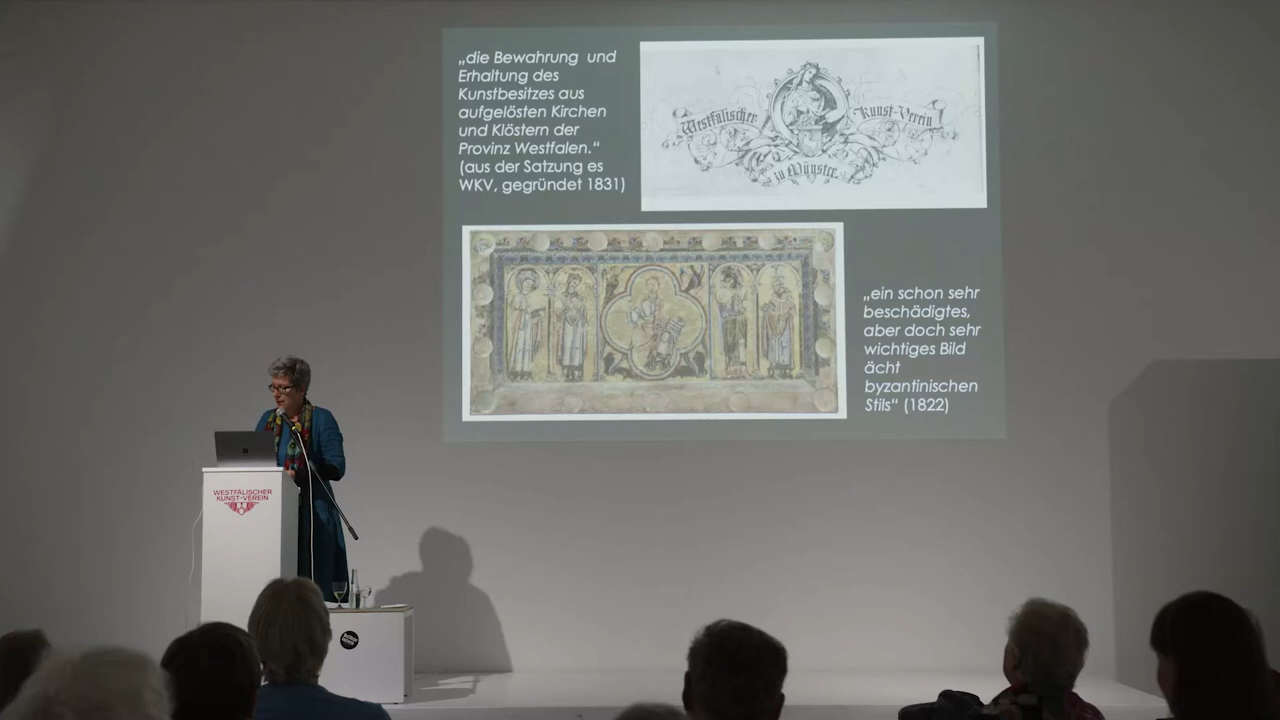 „die Bewahrung und
Erhaltung des
Kunstbesitzes aus
aufgelösten Kirchen
und Klöstern der
Provinz Westfalen.“
(aus der Satzung es
WKV, gegründet 1831)
Westfälischer Kunst-Verein
zu Münster.
„ein schon sehr
beschädigtes,
aber doch sehr
wichtiges Bild
ächt
byzantinischen
Stils“ (1822)
WESTFÄLISCHER
KUNST-VEREIN